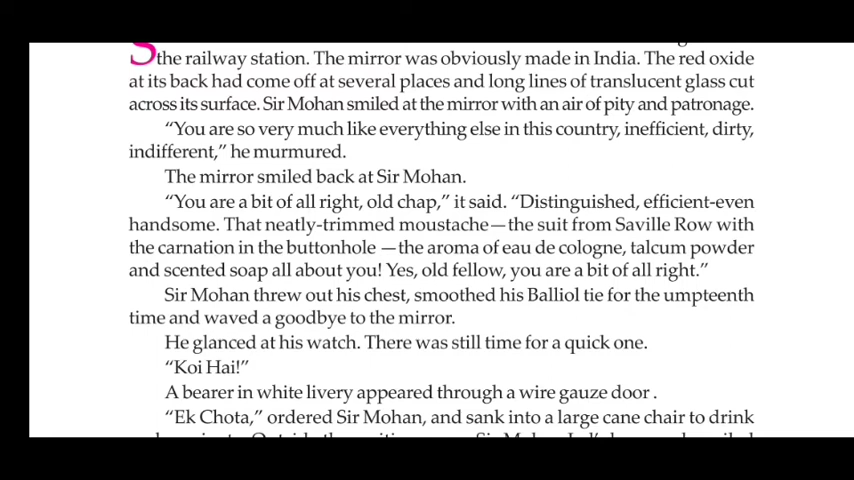 S
the railway station. The mirror was obviously made in India. The red oxide
at its back had come off at several places and long lines of translucent glass cut
across its surface. Sir Mohan smiled at the mirror with an air of pity and patronage.
“You are so very much like everything else in this country, inefficient, dirty,
indifferent,” he murmured.
The mirror smiled back at Sir Mohan.
“You are a bit of all right, old chap,” it said. “Distinguished, efficient-even
handsome. That neatly-trimmed moustache—the suit from Saville Row with
the carnation in the buttonhole —the aroma of eau de cologne, talcum powder
and scented soap all about you! Yes, old fellow, you are a bit of all right.”
Sir Mohan threw out his chest, smoothed his Balliol tie for the umpteenth
time and waved a goodbye to the mirror.
He glanced at his watch. There was still time for a quick one.
“Koi Hai!”
A bearer in white livery appeared through a wire gauze door .
“Ek Chota,” ordered Sir Mohan, and sank into a large cane chair to drink